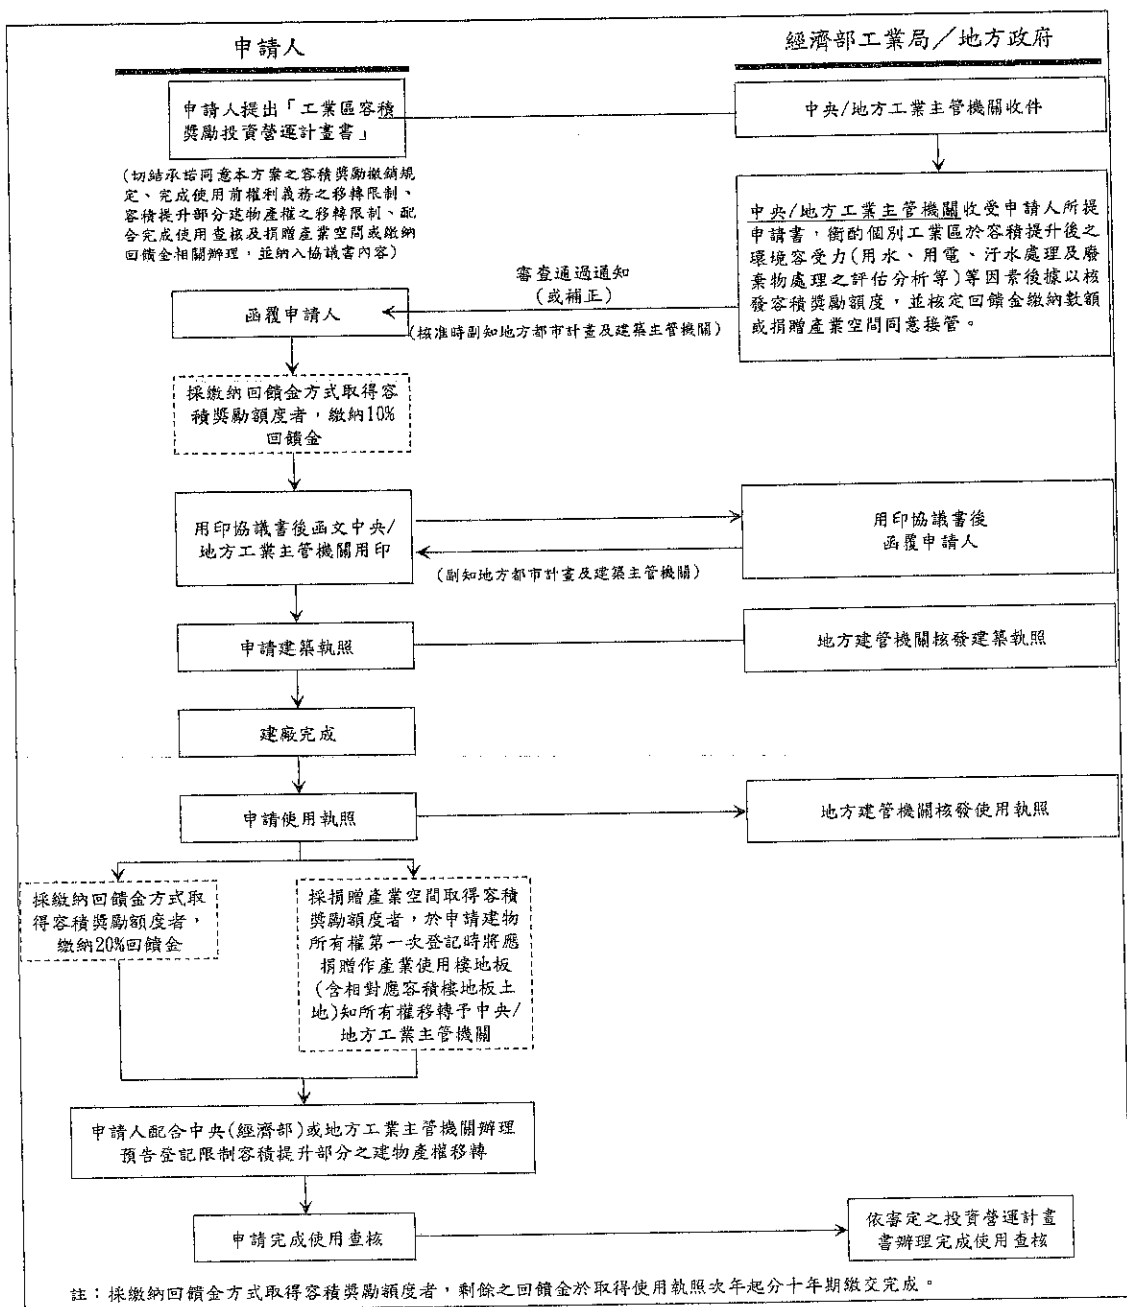 申請人
經濟部工業局／地方政府
申請人提出「工業區容積
獎勵投資營運計畫書」
中央/地方工業主管機關收件
(切結承諾同意本方案之容積獎勵撤銷規
定、完成使用前權利義務之移轉限制、
容積提升部分建物產權之移轉限制、配
合完成使用查核及捐贈產業空間或繳納
回饋金相關辦理，並納入協議書內容)
中央/地方工業主管機關收受申請人所提
申請書，衡酌個別工業區於容積提升後之
環境容受力(用水、用電、汙水處理及廢
棄物處理之評估分析等)等因素後據以核
發容積獎勵額度，並核定回饋金繳納數額
或捐贈產業空間同意接管。
審查通過通知
(或補正)
(核准時副知地方都市計畫及建築主管機關)
函覆申請人
採繳納回饋金方式取得容
積獎勵額度者，繳納10%
回饋金
用印協議書後函文中央/
地方工業主管機關用印
用印協議書後
函覆申請人
(副知地方都市計畫及建築主管機關)
申請建築執照
地方建管機關核發建築執照
建廠完成
申請使用執照
地方建管機關核發使用執照
採繳納回饋金方式取
得容積獎勵額度者，
繳納20%回饋金
採捐贈產業空間取得容積
獎勵額度者，於申請建物
所有權第一次登記時將應
捐贈作產業使用樓地板
(含相對應容積樓地板土
地)知所有權移轉予中央/
地方工業主管機關
申請人配合中央(經濟部)或地方工業主管機關辦理
預告登記限制容積提升部分之建物產權移轉
申請完成使用查核
依審定之投資營運計畫
書辦理完成使用查核
註：採繳納回饋金方式取得容積獎勵額度者，剩餘之回饋金於取得使用執照次年起分十年期繳交完成。